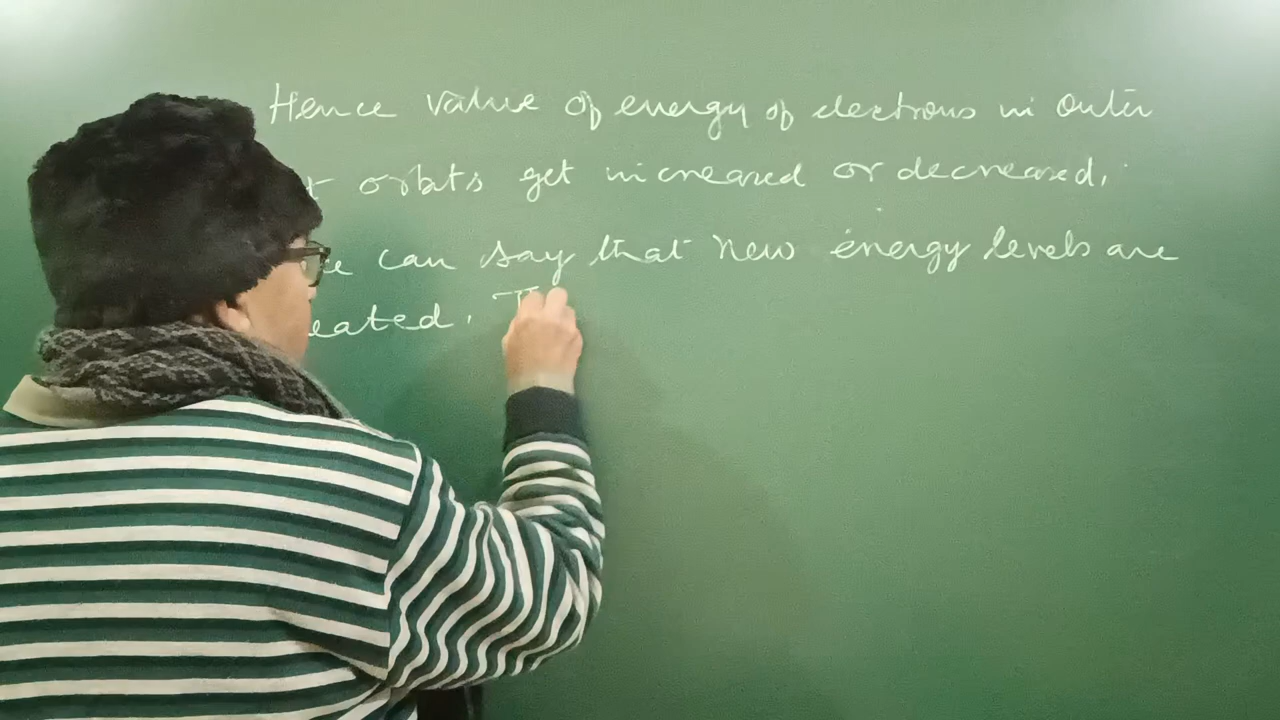 Hence value of energy of electrons in outer
orbits get increased or decreased.
can say that new energy levels are
eated. T